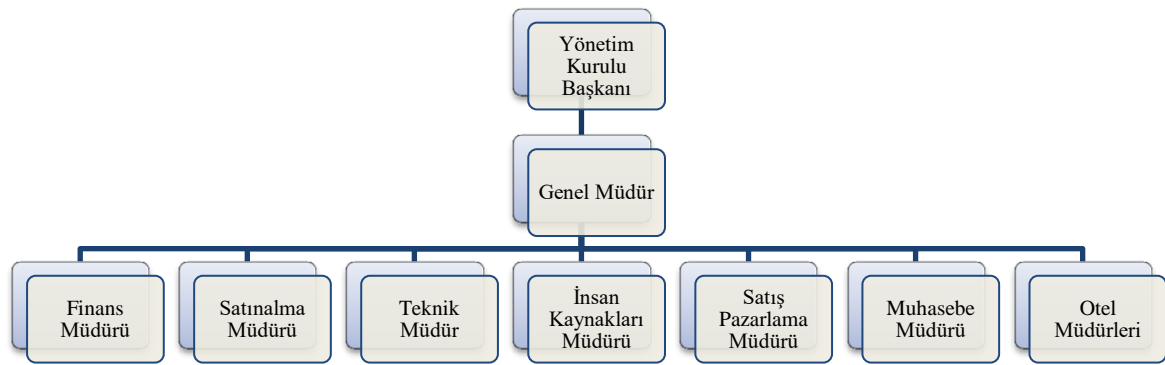 Yönetim
Kurulu
Başkanı
Genel Müdür
Finans
Müdürü
Satınalma
Müdürü
Teknik
Müdür
İnsan
Kaynakları
Müdürü
Satış
Pazarlama
Müdürü
Muhasebe
Müdürü
Otel
Müdürleri